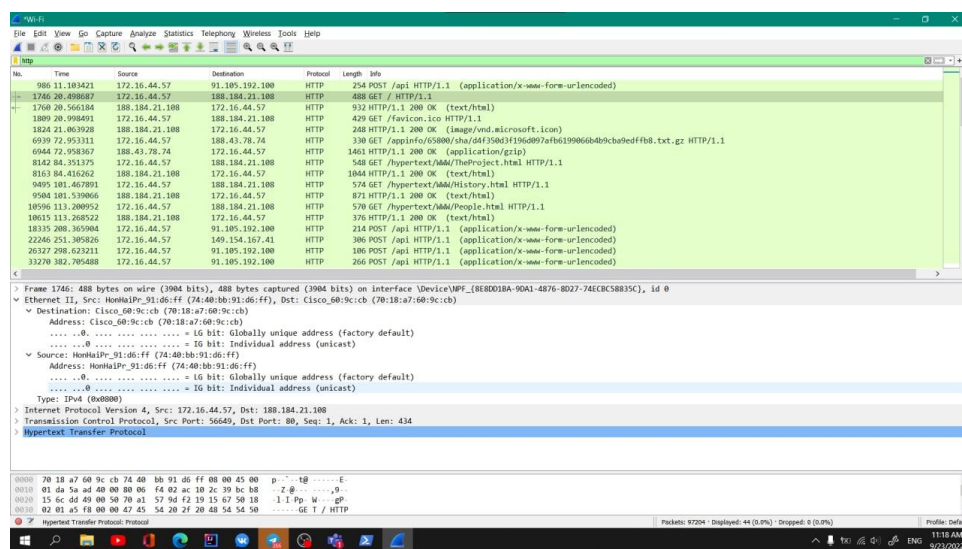 *Wi-Fi
File Edit View Go Capture Analyze Statistics Telephony Wireless Tools Help
http
No. Time Source Destination Protocol Length Info
986 11.103421 172.16.44.57 91.105.192.100 HTTP 254 POST /api HTTP/1.1 (application/x-www-form-urlencoded)
1746 20.498687 172.16.44.57 188.184.21.108 HTTP 488 GET / HTTP/1.1
1760 20.566184 188.184.21.108 172.16.44.57 HTTP 932 HTTP/1.1 200 OK (text/html)
1809 20.998491 172.16.44.57 188.184.21.108 HTTP 429 GET /favicon.ico HTTP/1.1
1824 21.063928 188.184.21.108 172.16.44.57 HTTP 248 HTTP/1.1 200 OK (image/vnd.microsoft.icon)
6939 72.953311 172.16.44.57 188.43.78.74 HTTP 330 GET /appinfo/65800/sha/d4f350d3f196d097afb6199066b4b9cba9edffb8.txt.gz HTTP/1.1
6944 72.958367 188.43.78.74 172.16.44.57 HTTP 1461 HTTP/1.1 200 OK (application/gzip)
8142 84.351375 172.16.44.57 188.184.21.108 HTTP 548 GET /hypertext/WWW/TheProject.html HTTP/1.1
8163 84.416262 188.184.21.108 172.16.44.57 HTTP 1044 HTTP/1.1 200 OK (text/html)
9495 101.467891 172.16.44.57 188.184.21.108 HTTP 574 GET /hypertext/WWW/History.html HTTP/1.1
9504 101.539066 188.184.21.108 172.16.44.57 HTTP 871 HTTP/1.1 200 OK (text/html)
10596 113.200952 172.16.44.57 188.184.21.108 HTTP 570 GET /hypertext/WWW/People.html HTTP/1.1
10615 113.268522 188.184.21.108 172.16.44.57 HTTP 376 HTTP/1.1 200 OK (text/html)
18335 208.365904 172.16.44.57 91.105.192.100 HTTP 214 POST /api HTTP/1.1 (application/x-www-form-urlencoded)
22246 251.305826 172.16.44.57 149.154.167.41 HTTP 306 POST /api HTTP/1.1 (application/x-www-form-urlencoded)
26327 298.623211 172.16.44.57 91.105.192.100 HTTP 106 POST /api HTTP/1.1 (application/x-www-form-urlencoded)
33270 382.705488 172.16.44.57 91.105.192.100 HTTP 266 POST /api HTTP/1.1 (application/x-www-form-urlencoded)
Frame 1746: 488 bytes on wire (3904 bits), 488 bytes captured (3904 bits) on interface \Device\NPF_{8E8DD1BA-9DA1-4876-8D27-74ECBC58835C}, id 0
Ethernet II, Src: HonHaiPr_91:d6:ff (74:40:bb:91:d6:ff), Dst: Cisco_60:9c:cb (70:18:a7:60:9c:cb)
Destination: Cisco_60:9c:cb (70:18:a7:60:9c:cb)
Address: Cisco_60:9c:cb (70:18:a7:60:9c:cb)
.... ..0. .... .... .... .... = LG bit: Globally unique address (factory default)
.... ...0 .... .... .... .... = IG bit: Individual address (unicast)
Source: HonHaiPr_91:d6:ff (74:40:bb:91:d6:ff)
Address: HonHaiPr_91:d6:ff (74:40:bb:91:d6:ff)
.... ..0. .... .... .... .... = LG bit: Globally unique address (factory default)
.... ...0 .... .... .... .... = IG bit: Individual address (unicast)
Type: IPv4 (0x0800)
Internet Protocol Version 4, Src: 172.16.44.57, Dst: 188.184.21.108
Transmission Control Protocol, Src Port: 56649, Dst Port: 80, Seq: 1, Ack: 1, Len: 434
Hypertext Transfer Protocol
0000 70 18 a7 60 9c cb 74 40 bb 91 d6 ff 08 00 45 00 p··`··t@ ······E·
0010 01 da 5a ad 40 00 80 06 f4 02 ac 10 2c 39 bc b8 ··Z·@··· ····,9··
0020 15 6c dd 49 00 50 70 a1 57 9d f2 19 15 67 50 18 ·l·I·Pp· W····gP·
0030 02 01 a5 f8 00 00 47 45 54 20 2f 20 48 54 54 50 ······GE T / HTTP
Hypertext Transfer Protocol: Protocol Packets: 97204 · Displayed: 44 (0.0%) · Dropped: 0 (0.0%) Profile: Defa
ENG 11:18 AM
9/23/202